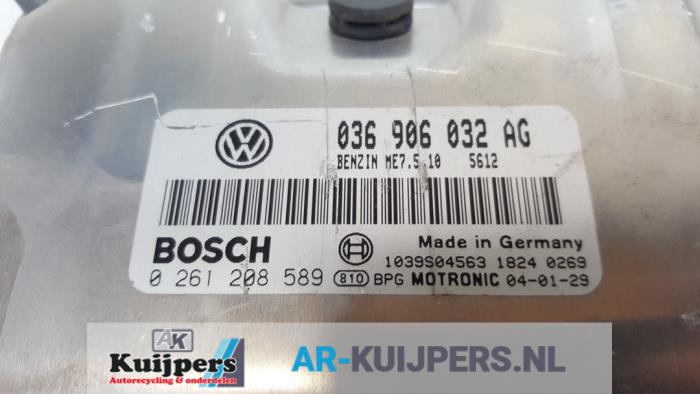 036 906 032 AG
BENZIN ME7.5.10 5612
BOSCH
Made in Germany
1039S04563 1824 0269
0 261 208 589 810 BPG MOTRONIC 04-01-29
AK
Kuijpers
Autorecycling & onderdelen
AR-KUIJPERS.NL